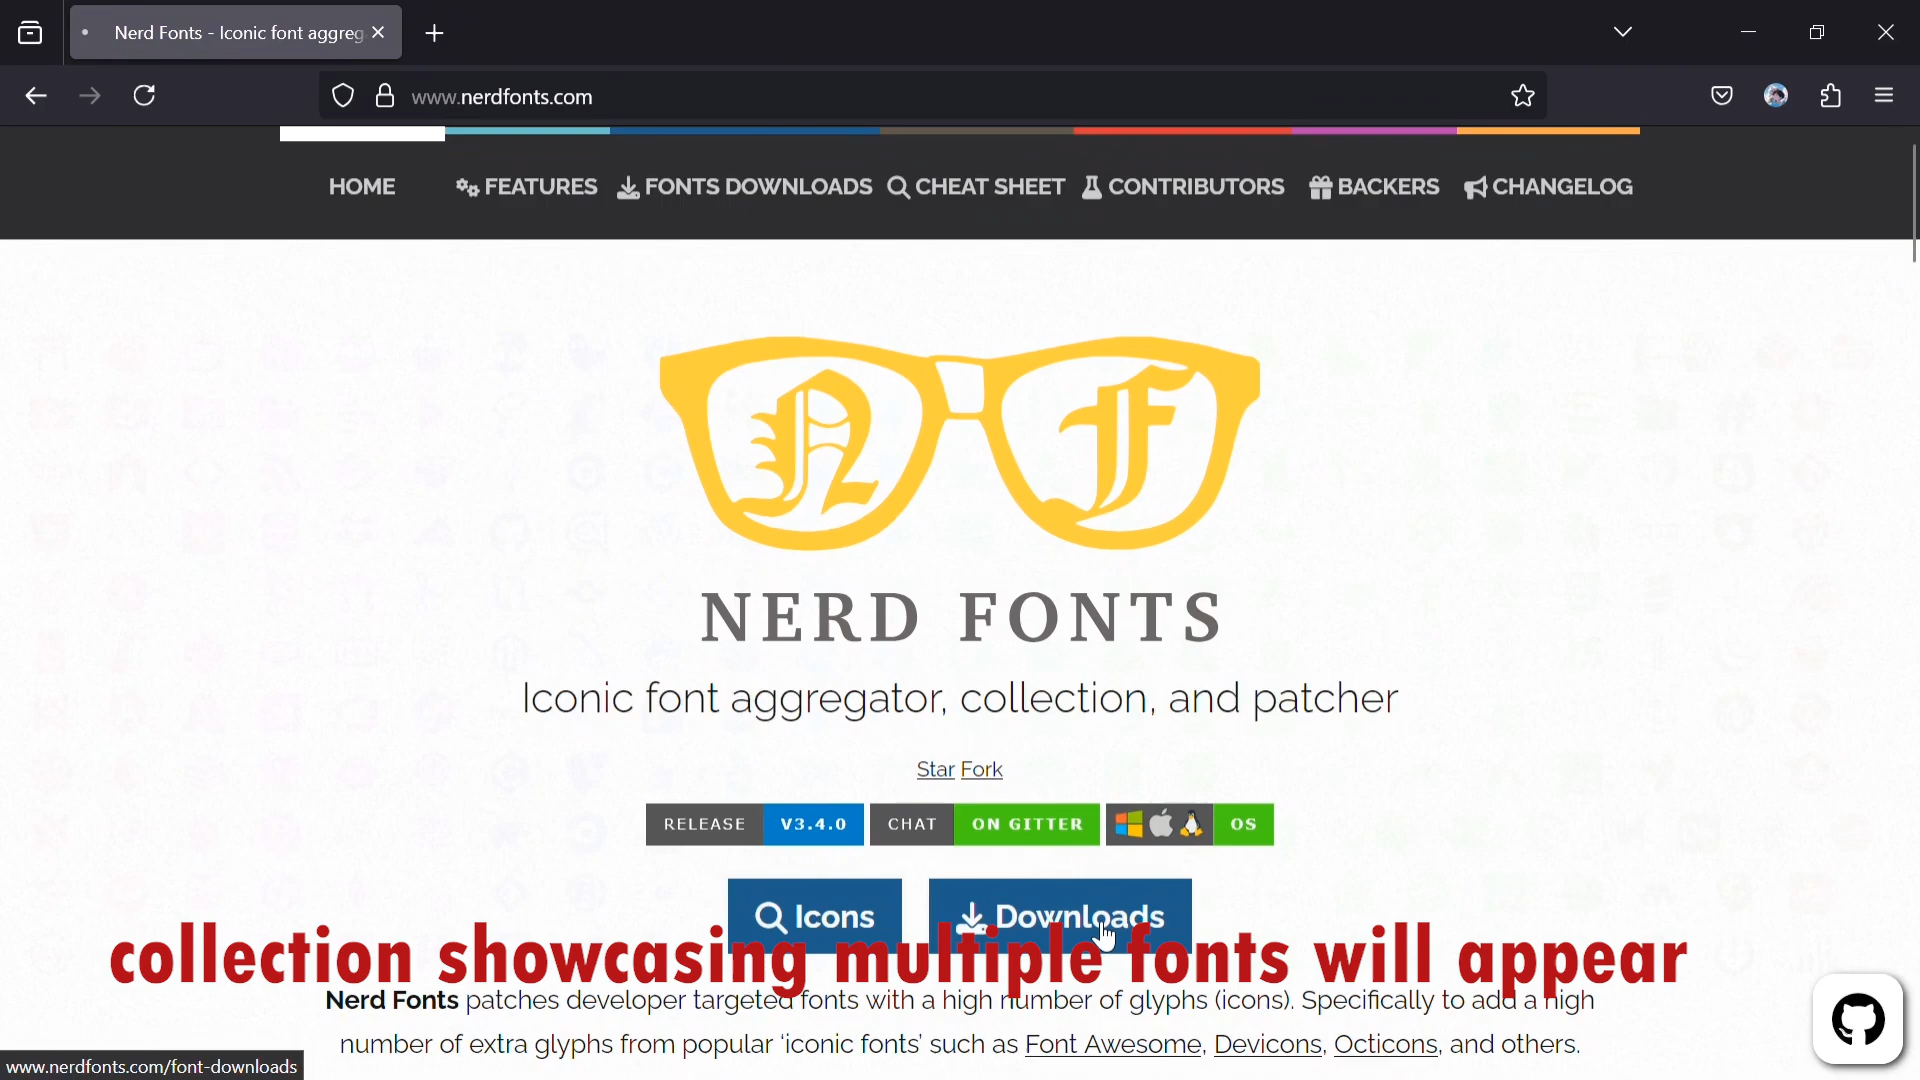 Nerd Fonts - Iconic font aggreg
www.nerdfonts.com
HOME FEATURES FONTS DOWNLOADS CHEAT SHEET CONTRIBUTORS BACKERS CHANGELOG
NF
NERD FONTS
Iconic font aggregator, collection, and patcher
Star Fork
RELEASE V3.4.0 CHAT ON GITTER OS
Icons Downloads
collection showcasing multiple fonts will appear
Nerd Fonts patches developer targeted fonts with a high number of glyphs (icons). Specifically to add a high
number of extra glyphs from popular ‘iconic fonts’ such as Font Awesome, Devicons, Octicons, and others.
www.nerdfonts.com/font-downloads